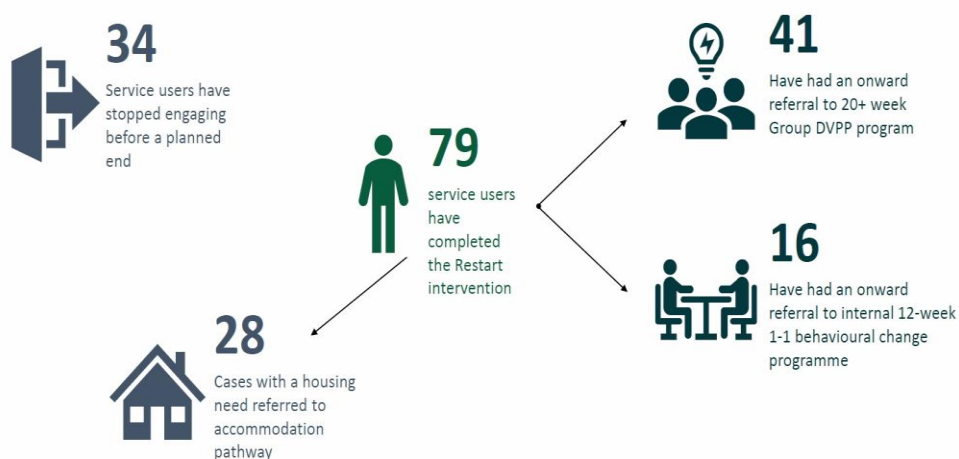 34
Service users have
stopped engaging
before a planned
end
79
service users
have
completed
the Restart
intervention
41
Have had an onward
referral to 20+ week
Group DVPP program
16
Have had an onward
referral to internal 12-week
1-1 behavioural change
programme
28
Cases with a housing
need referred to
accommodation
pathway